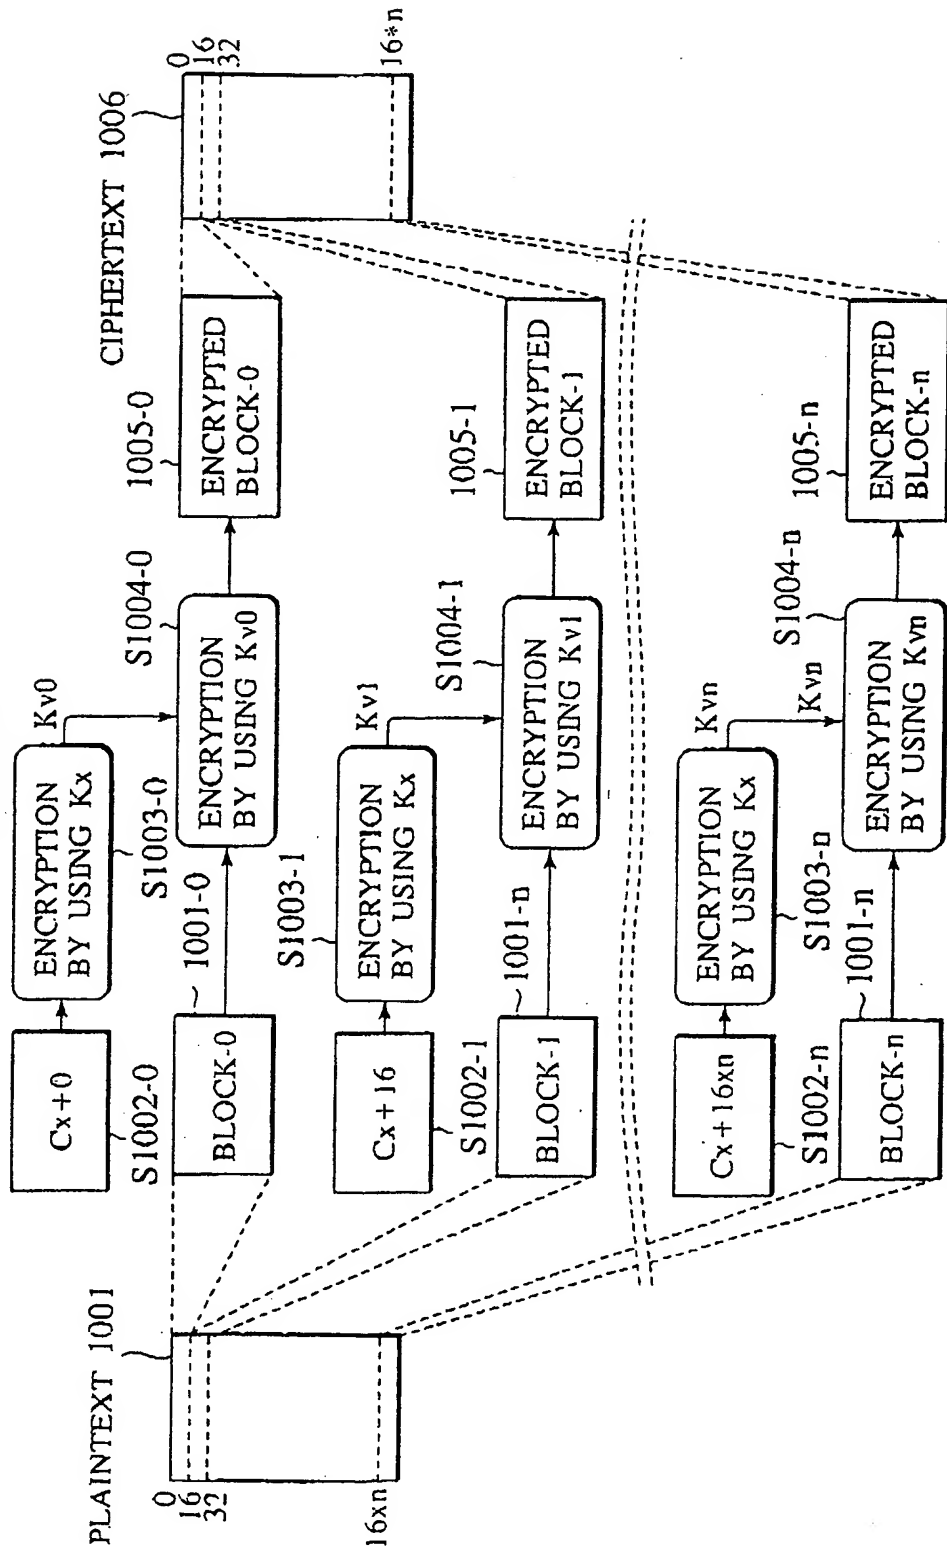 PLAINTEXT 1001
0
16
32
16xn
Cx+0
S1002-0
ENCRYPTION
BY USING Kx
S1003-0
Kv0
BLOCK-0
1001-0
ENCRYPTION
BY USING Kv0
S1004-0
ENCRYPTED
BLOCK-0
1005-0
Cx+16
S1002-1
ENCRYPTION
BY USING Kx
S1003-1
Kv1
BLOCK-1
1001-n
ENCRYPTION
BY USING Kv1
S1004-1
ENCRYPTED
BLOCK-1
1005-1
Cx+16xn
S1002-n
ENCRYPTION
BY USING Kx
S1003-n
Kvn
Kvn
BLOCK-n
1001-n
ENCRYPTION
BY USING Kvn
S1004-n
ENCRYPTED
BLOCK-n
1005-n
CIPHERTEXT 1006
0
16
32
16*n